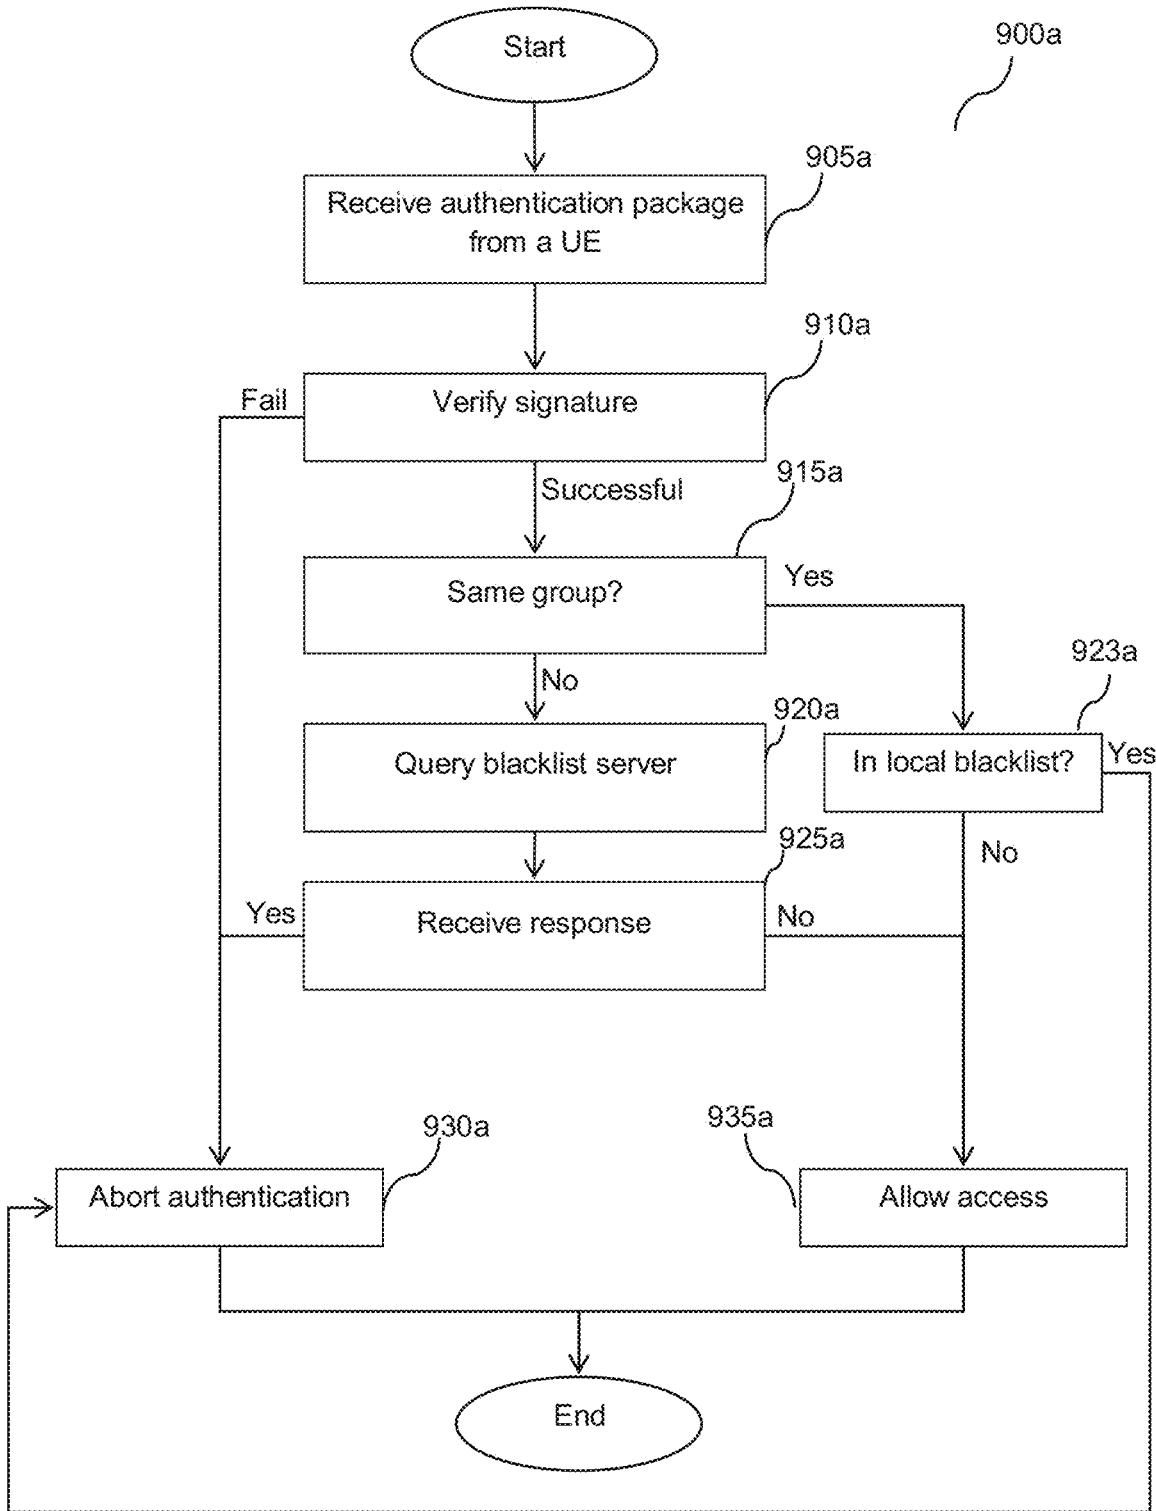 Start
900a
905a
Receive authentication package
from a UE
910a
Fail
Verify signature
Successful
915a
Same group?
Yes
No
923a
920a
Query blacklist server
In local blacklist?
Yes
925a
No
Yes
Receive response
No
930a
935a
Abort authentication
Allow access
End